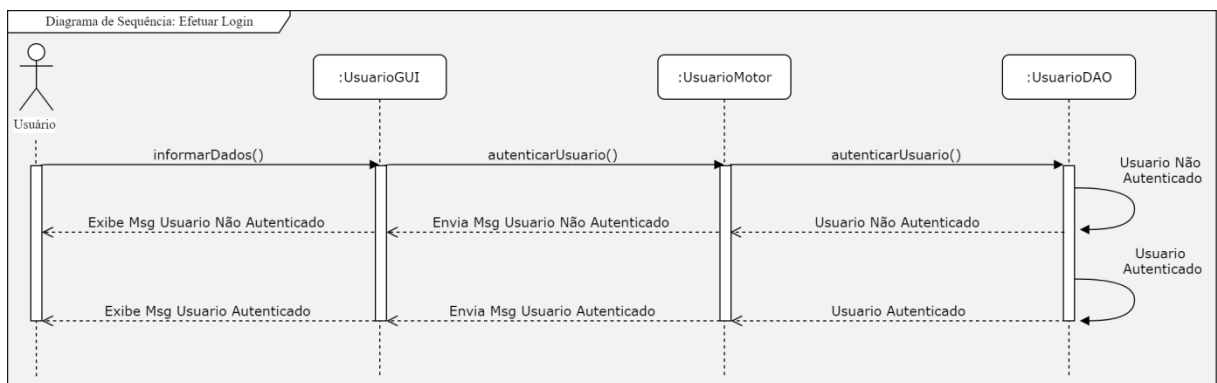 Diagrama de Sequência: Efetuar Login
:UsuarioGUI
:UsuarioMotor
:UsuarioDAO
Usuário
informarDados()
autenticarUsuario()
autenticarUsuario()
Usuario Não
Autenticado
Exibe Msg Usuario Não Autenticado
Envia Msg Usuario Não Autenticado
Usuario Não Autenticado
Usuario
Autenticado
Exibe Msg Usuario Autenticado
Envia Msg Usuario Autenticado
Usuario Autenticado